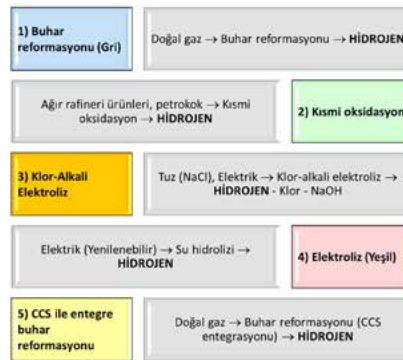 1) Buhar
reformasyonu (Gri)
Doğal gaz → Buhar reformasyonu → HİDROJEN
Ağır rafineri ürünleri, petrokok → Kısmi
oksidasyon → HİDROJEN
2) Kısmi oksidasyon
3) Klor-Alkali
Elektroliz
Tuz (NaCl), Elektrik → Klor-alkali elektroliz →
HİDROJEN - Klor - NaOH
Elektrik (Yenilenebilir) → Su hidrolizi →
HİDROJEN
4) Elektroliz (Yeşil)
5) CCS ile entegre
buhar
reformasyonu
Doğal gaz → Buhar reformasyonu (CCS
entegrasyonu) → HİDROJEN